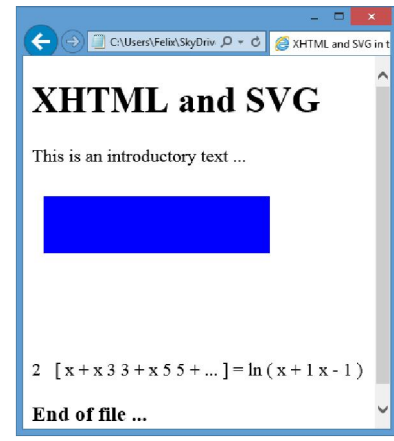 C:\Users\Felix\SkyDriv
XHTML and SVG in t
XHTML and SVG
This is an introductory text ...
2 [ x + x 3 3 + x 5 5 + ... ] = ln ( x + 1 x - 1 )
End of file ...